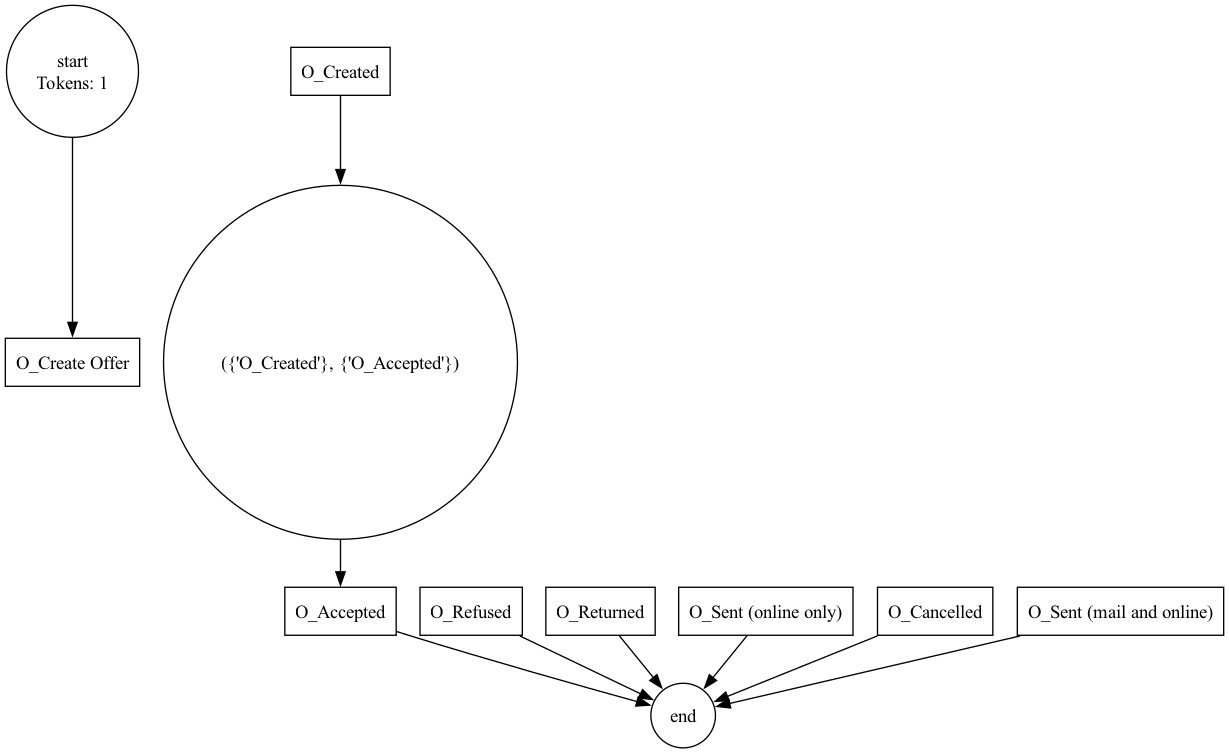 start
Tokens: 1
O_Created
O_Create Offer
({'O_Created'}, {'O_Accepted'})
O_Accepted
O_Refused
O_Returned
O_Sent (online only)
O_Cancelled
O_Sent (mail and online)
end